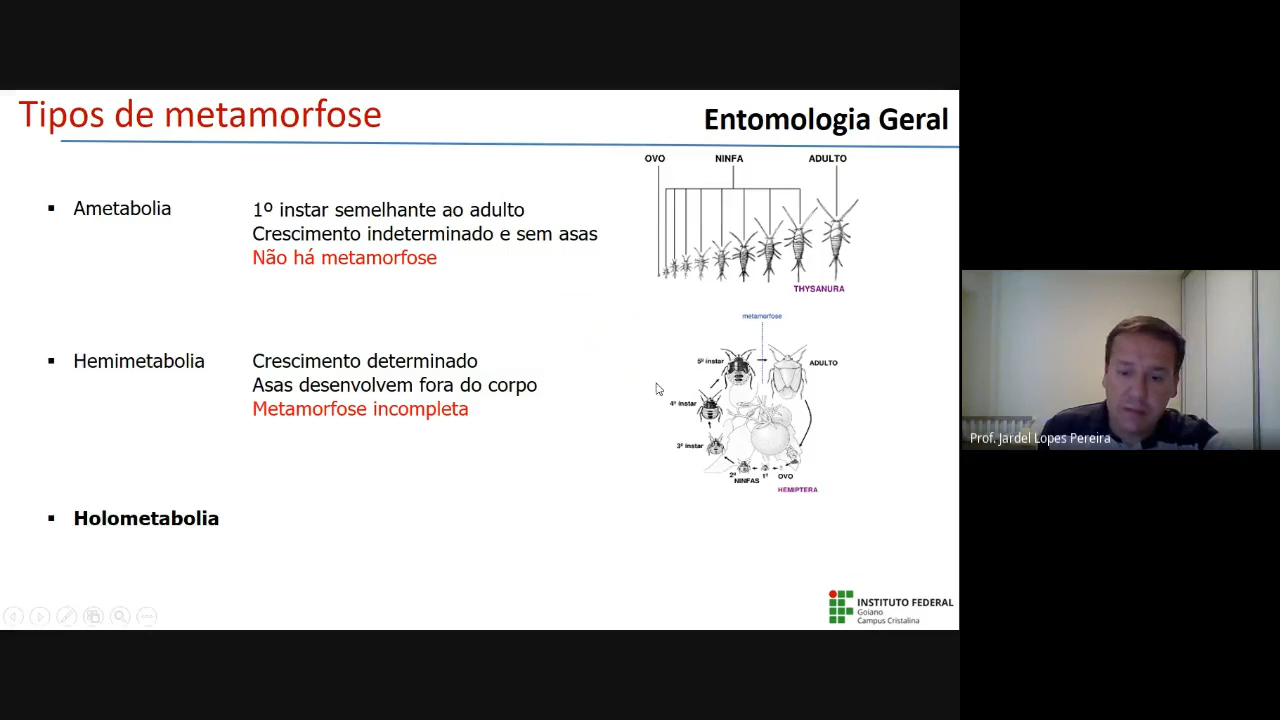 Tipos de metamorfose
Entomologia Geral
OVO NINFA ADULTO
Ametabolia
1º instar semelhante ao adulto
Crescimento indeterminado e sem asas
Não há metamorfose
THYSANURA
metamorfose
Hemimetabolia
Crescimento determinado
Asas desenvolvem fora do corpo
Metamorfose incompleta
5º instar
ADULTO
4º instar
3º instar
2º
1º
OVO
NINFAS
HEMIPTERA
Holometabolia
INSTITUTO FEDERAL
Goiano
Campus Cristalina
Prof. Jardel Lopes Pereira